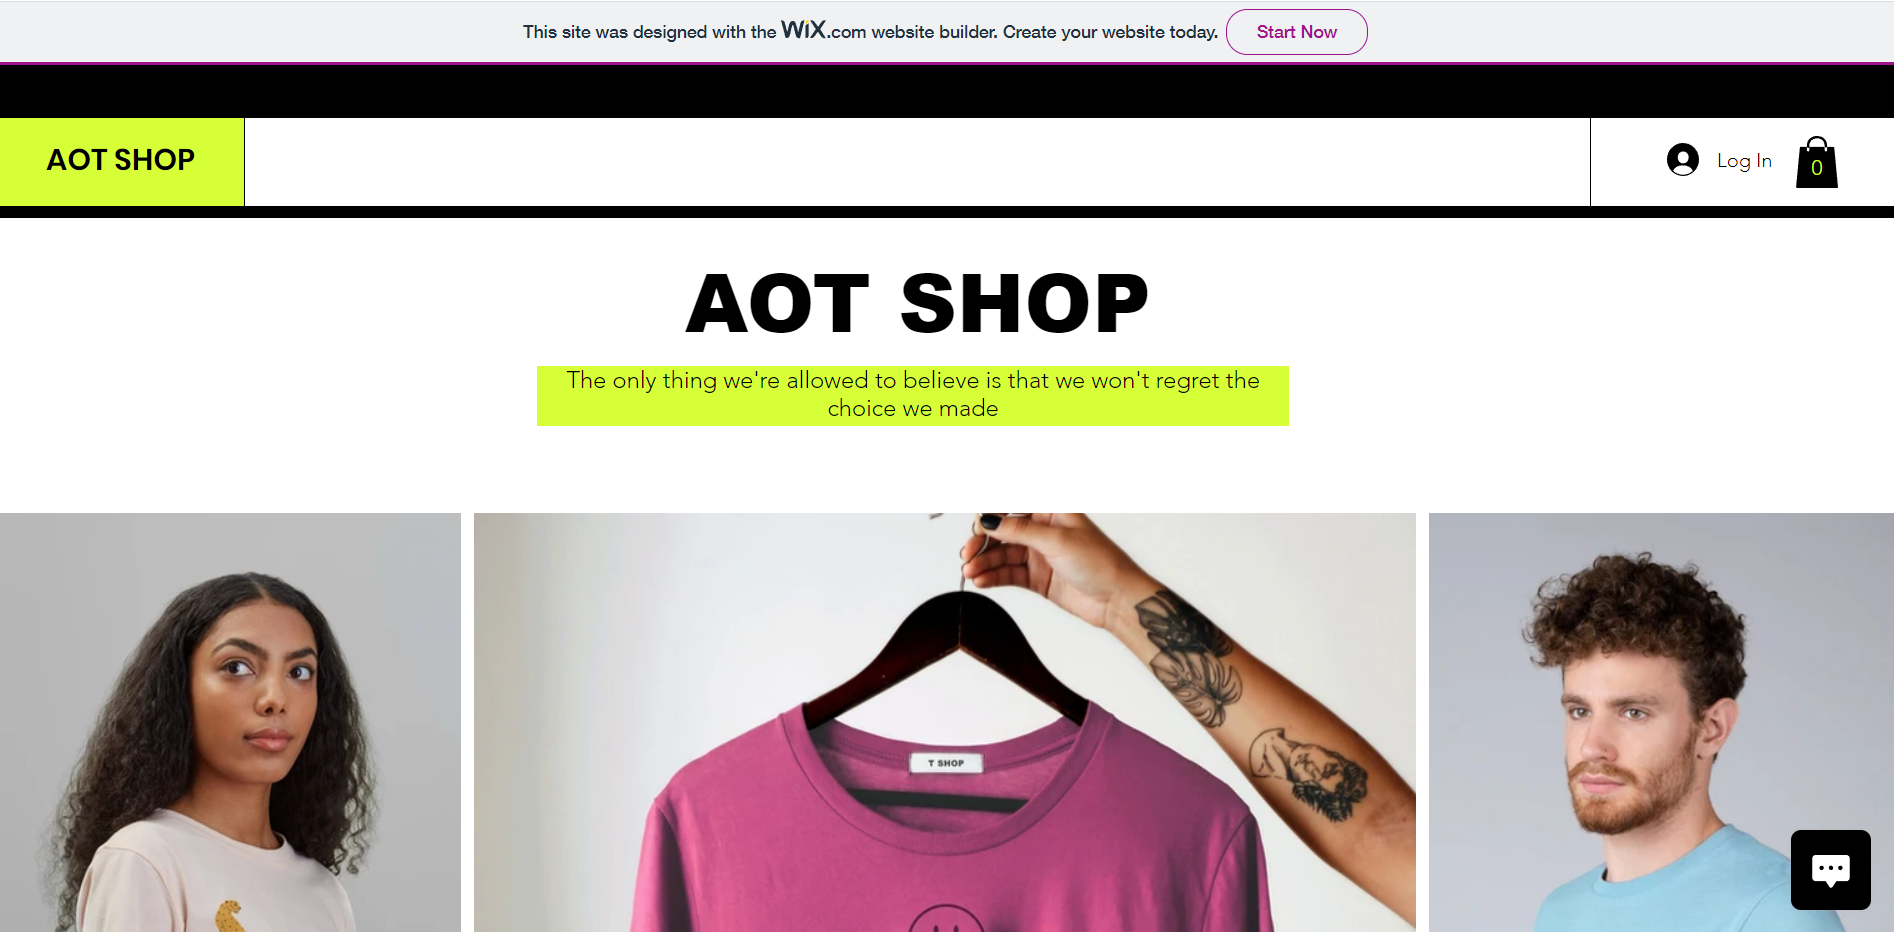 This site was designed with the WiX.com website builder. Create your website today. Start Now
AOT SHOP
Log In
0
AOT SHOP
The only thing we're allowed to believe is that we won't regret the
choice we made
T SHOP